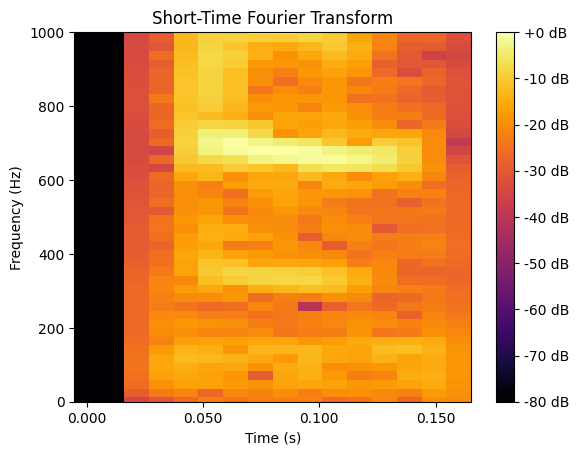 Short-Time Fourier Transform
1000
800
600
400
200
0
Frequency (Hz)
0.000
0.050
0.100
0.150
Time (s)
+0 dB
-10 dB
-20 dB
-30 dB
-40 dB
-50 dB
-60 dB
-70 dB
-80 dB